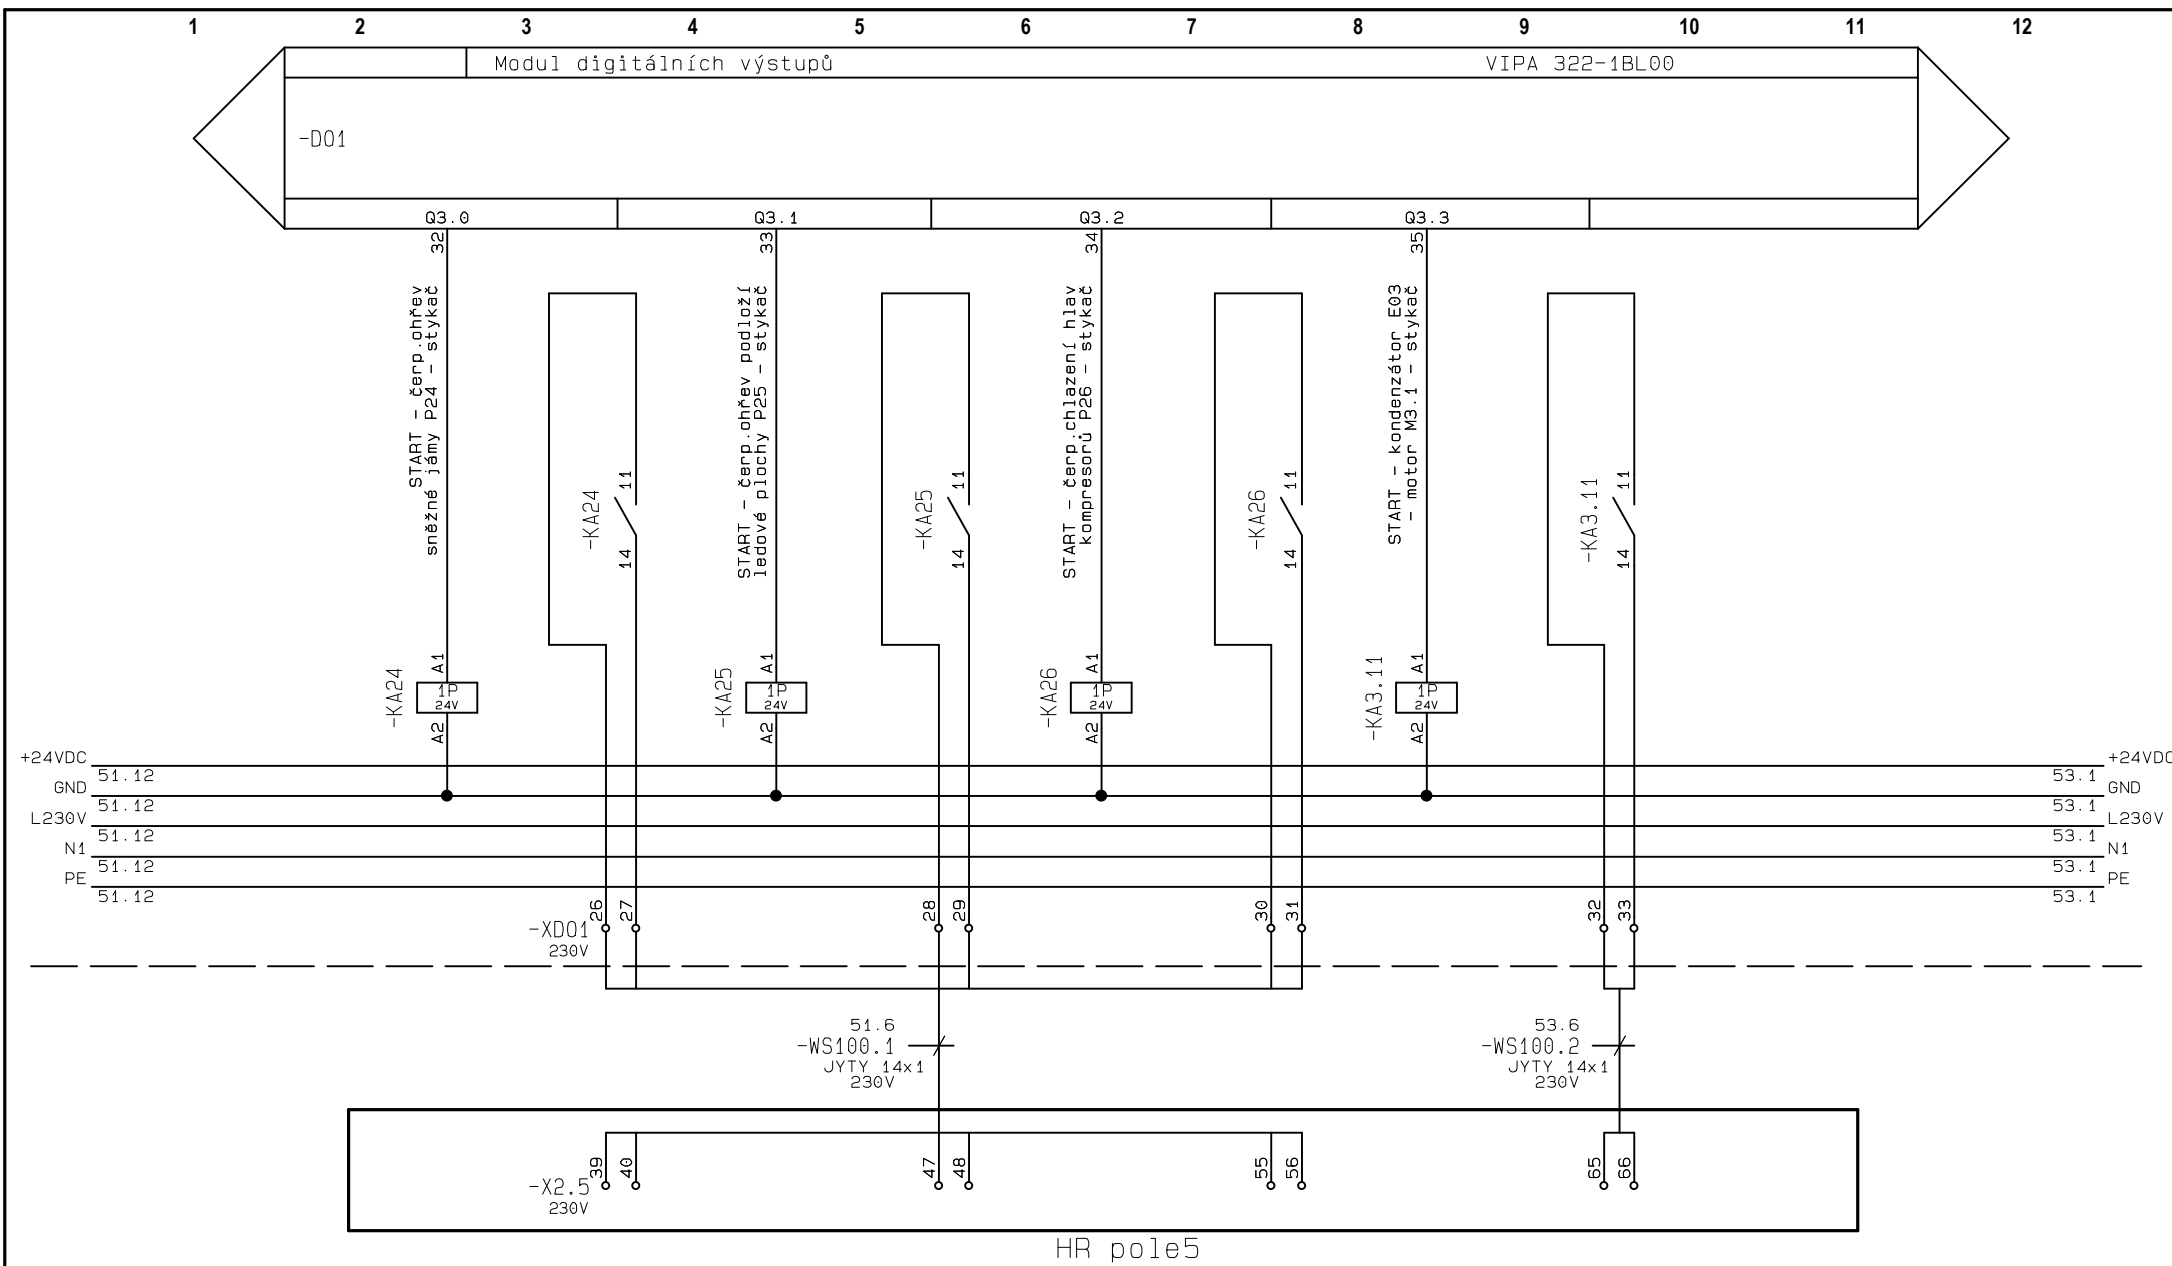 1 2 3 4 5 6 7 8 9 10 11 12
Modul digitálních výstupů VIPA 322-1BL00
-DO1
Q3.0 Q3.1 Q3.2 Q3.3
32 33 34 35
START - čerp.ohřev
sněžné jámy P24 - stykač
START - čerp.ohřev podloží
ledové plochy P25 - stykač
START - čerp.chlazení hlav
kompresorů P26 - stykač
START - kondenzátor E03
- motor M3.1 - stykač
-KA24 11 14
-KA25 11 14
-KA26 11 14
-KA3.11 11 14
-KA24 A1 1P 24V A2
-KA25 A1 1P 24V A2
-KA26 A1 1P 24V A2
-KA3.11 A1 1P 24V A2
+24VDC 51.12 53.1 +24VDC
GND 51.12 53.1 GND
L230V 51.12 53.1 L230V
N1 51.12 53.1 N1
PE 51.12 53.1 PE
-XDO1 26 27 28 29 30 31 32 33
230V
51.6 53.6
-WS100.1 -WS100.2
JYTY 14x1 JYTY 14x1
230V 230V
-X2.5 39 40 47 48 55 56 65 66
230V
HR pole5